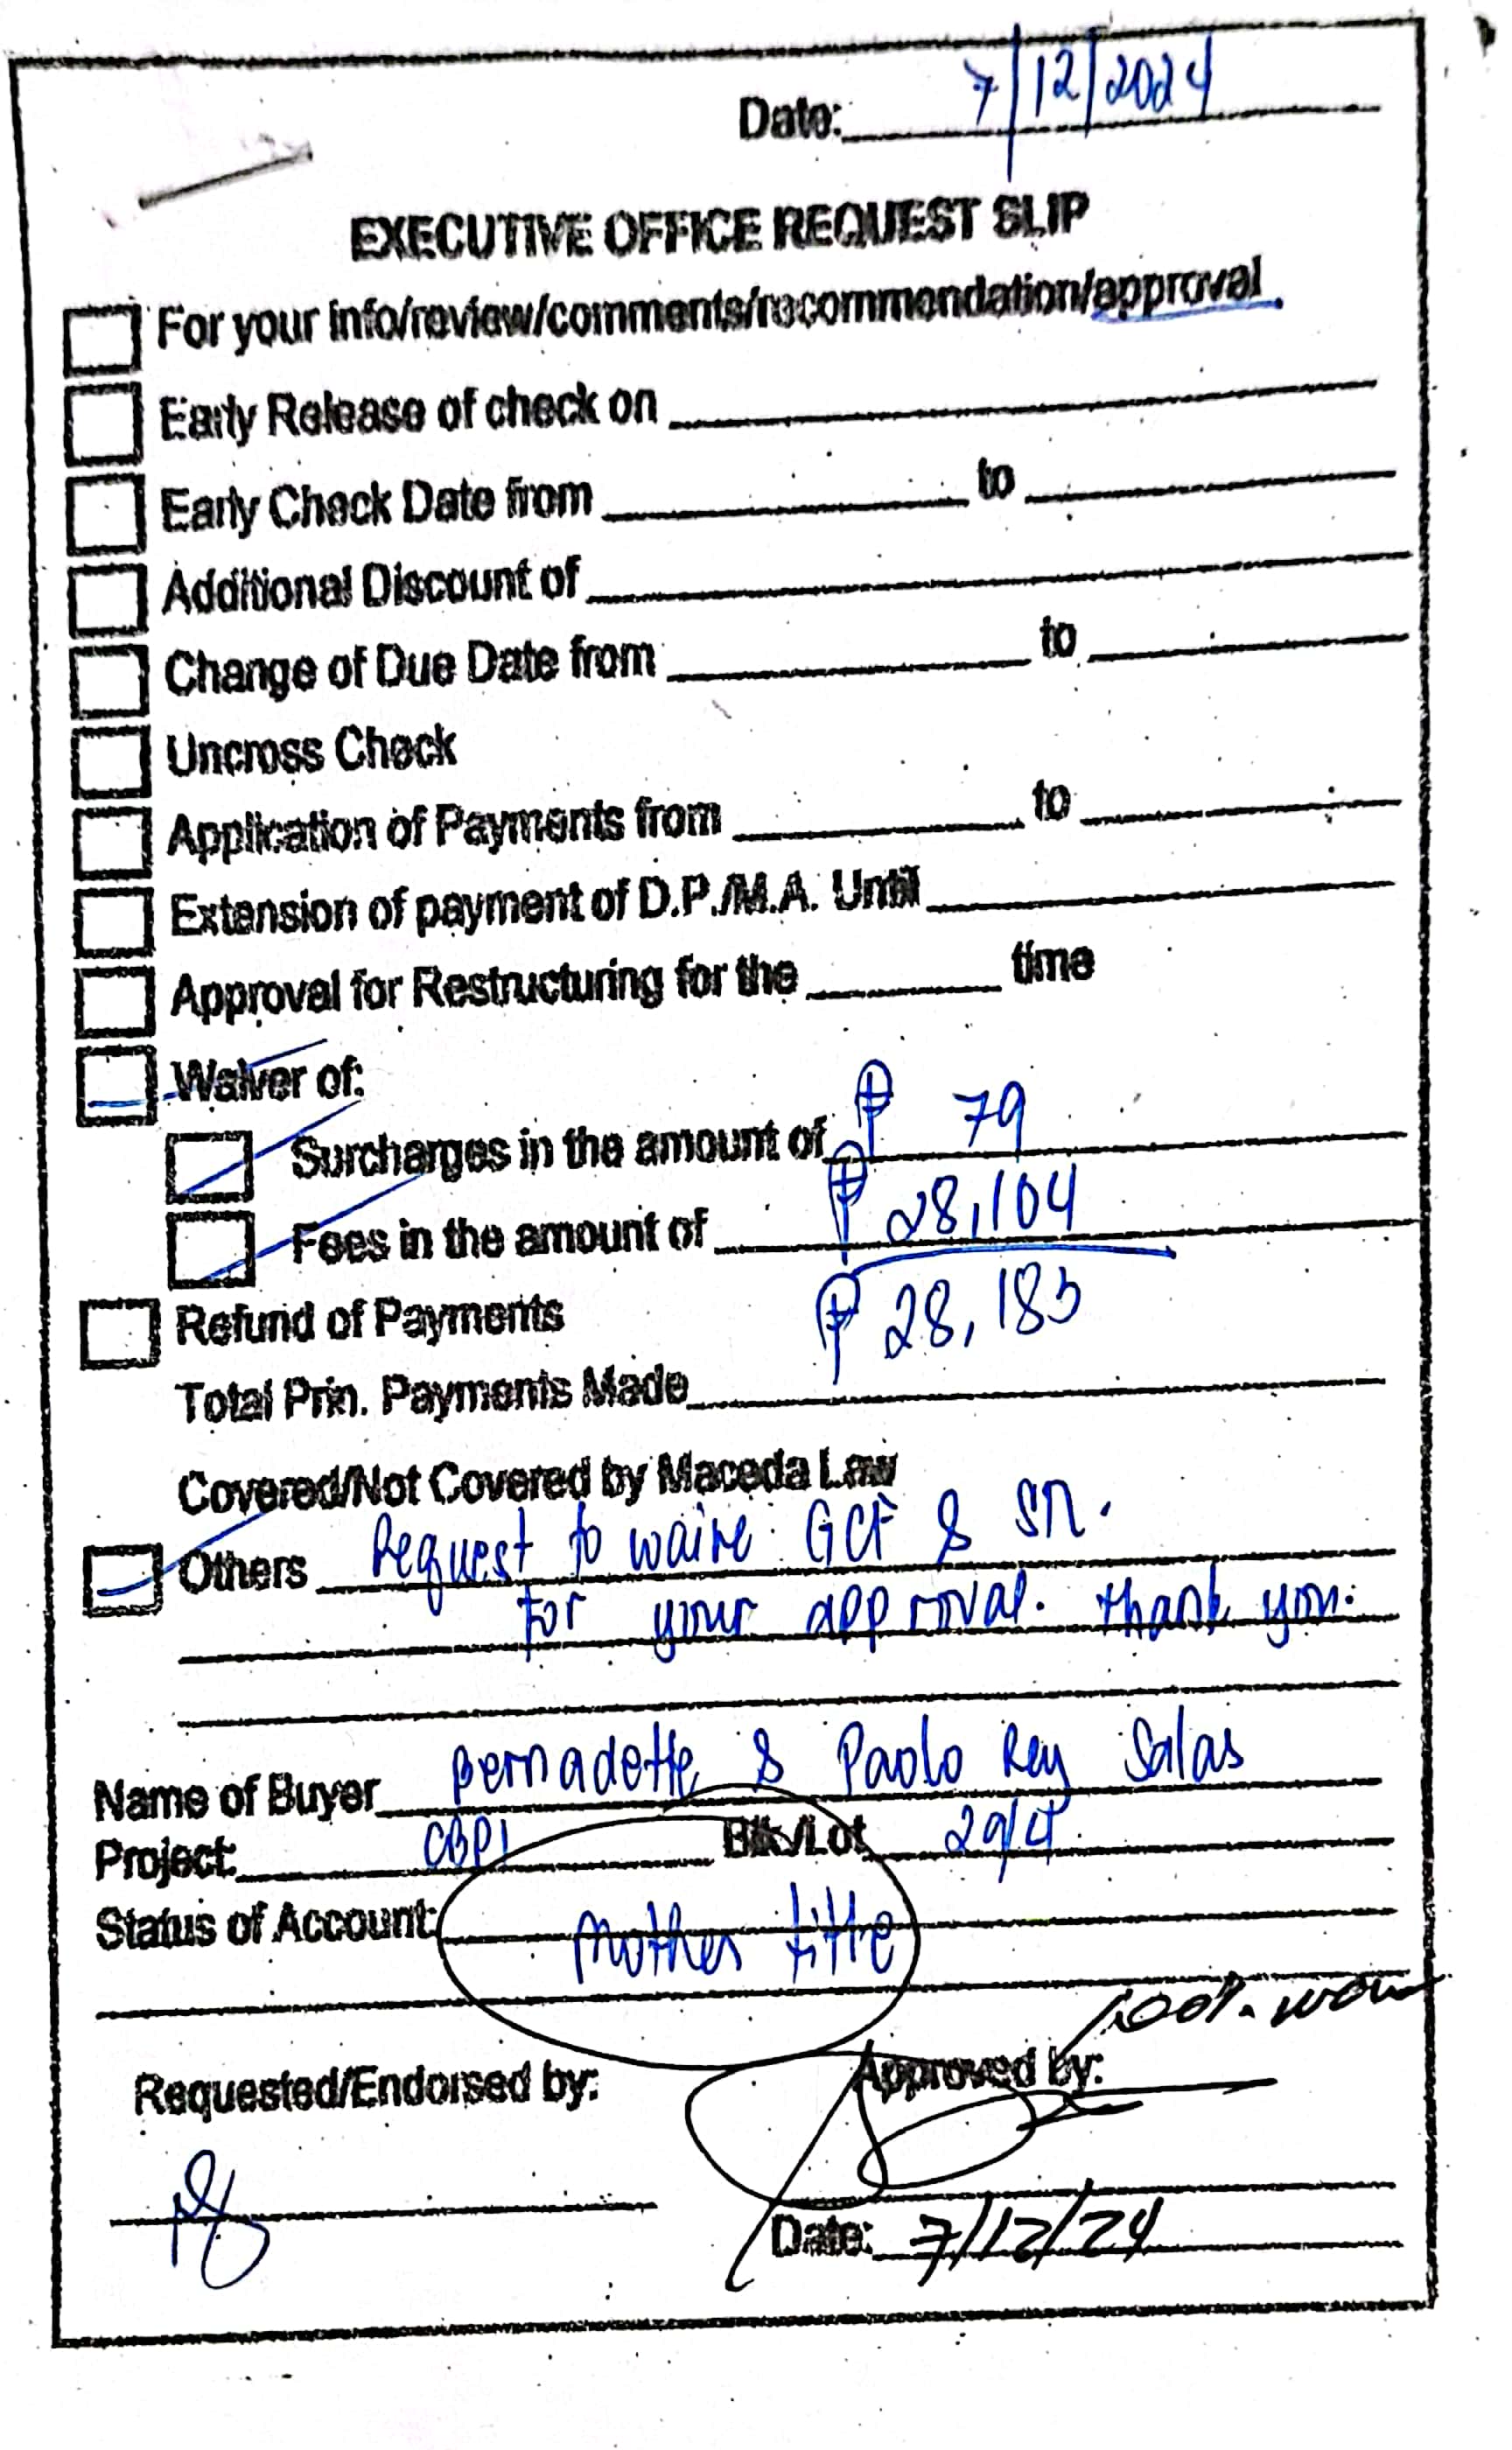 Date: 7/12/2024
EXECUTIVE OFFICE REQUEST SLIP
For your info/review/comments/recommendation/approval
Early Release of check on
Early Check Date from to
Additional Discount of
Change of Due Date from to
Uncross Check
Application of Payments from to
Extension of payment of D.P./M.A. Until
Approval for Restructuring for the time
Waiver of:
Surcharges in the amount of ₱ 79
Fees in the amount of ₱ 28,104
₱ 28,183
Refund of Payments
Total Prin. Payments Made
Covered/Not Covered by Maceda Law
Others Request to waive GCF & SR.
For your approval. Thank you.
Name of Buyer Bernadette & Paolo Rey Salas
Project: CBP1 Blk/Lot 29/4
Status of Account: Mother title
Requested/Endorsed by: Approved by:
Date: 7/12/24